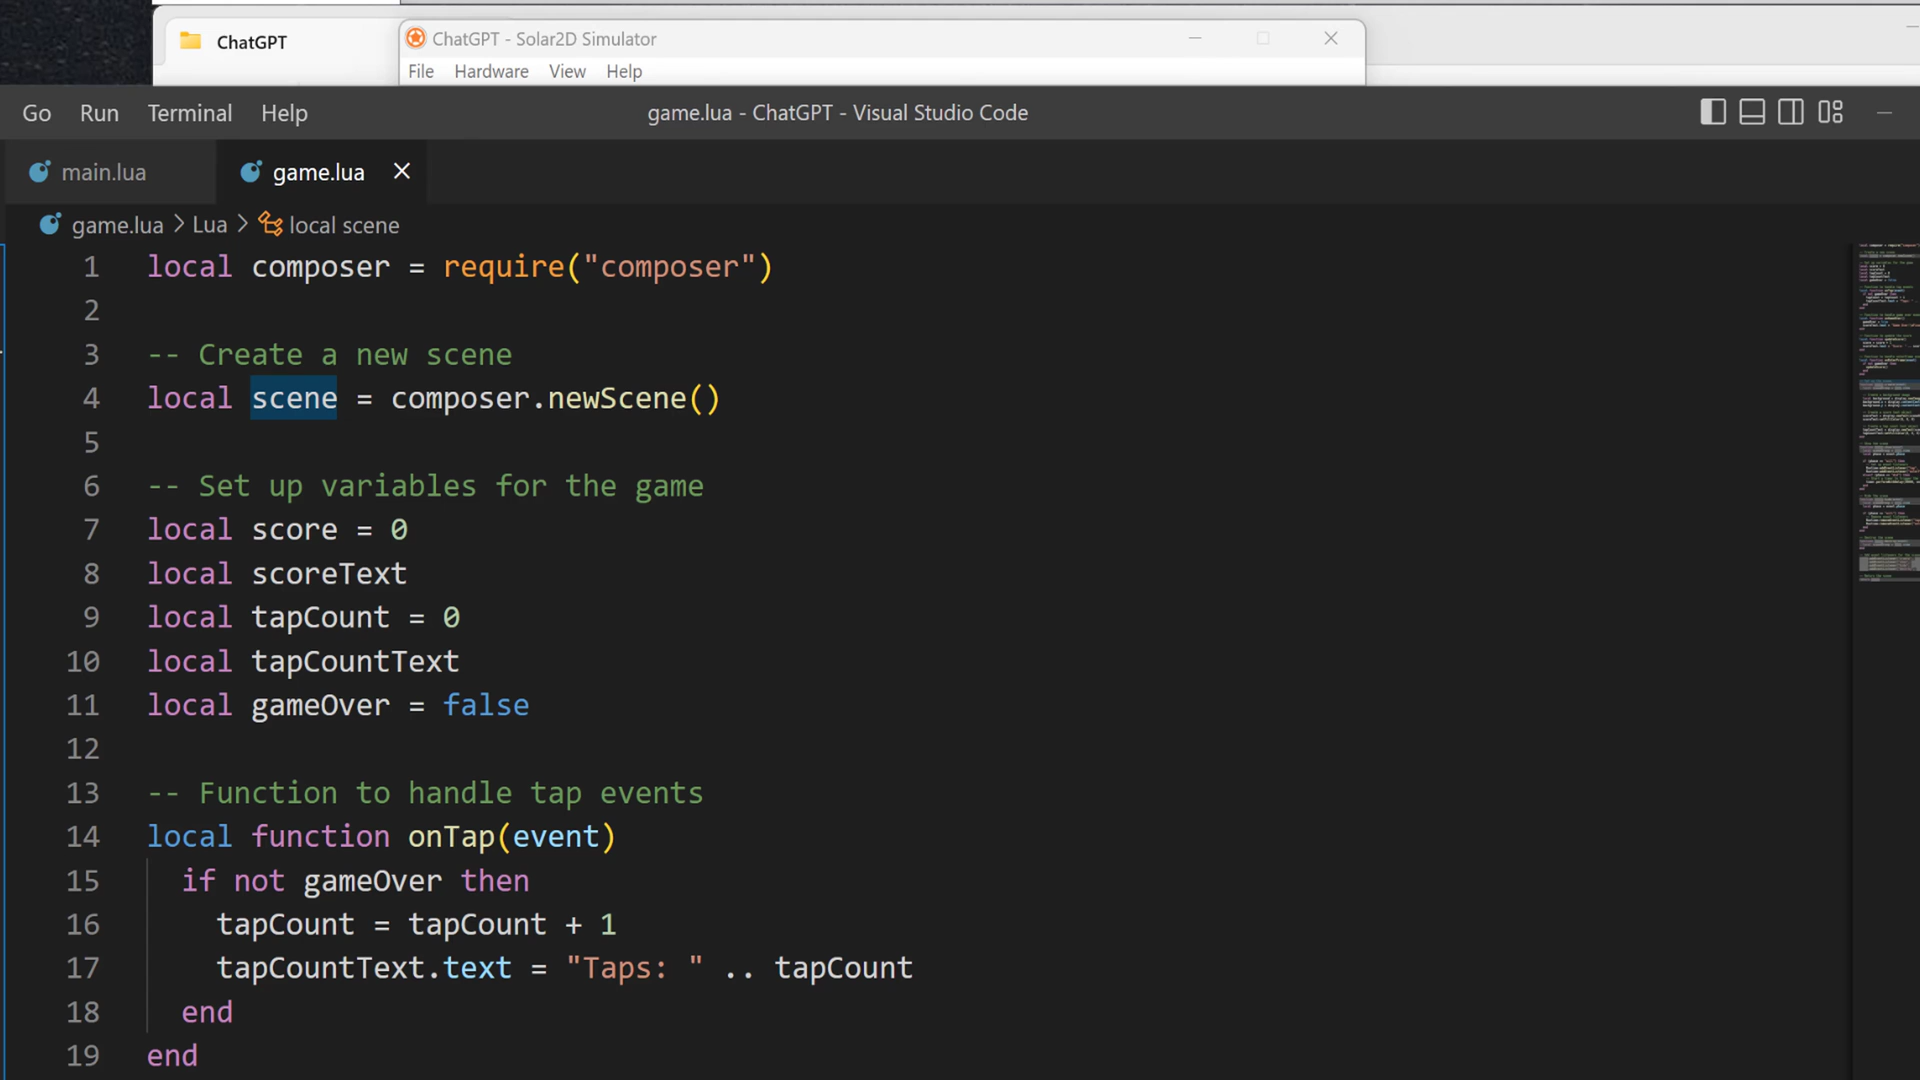 ChatGPT
ChatGPT - Solar2D Simulator
File Hardware View Help
Go Run Terminal Help
game.lua - ChatGPT - Visual Studio Code
main.lua
game.lua
game.lua > Lua > local scene
1 local composer = require("composer")
2
3 -- Create a new scene
4 local scene = composer.newScene()
5
6 -- Set up variables for the game
7 local score = 0
8 local scoreText
9 local tapCount = 0
10 local tapCountText
11 local gameOver = false
12
13 -- Function to handle tap events
14 local function onTap(event)
15 if not gameOver then
16 tapCount = tapCount + 1
17 tapCountText.text = "Taps: " .. tapCount
18 end
19 end